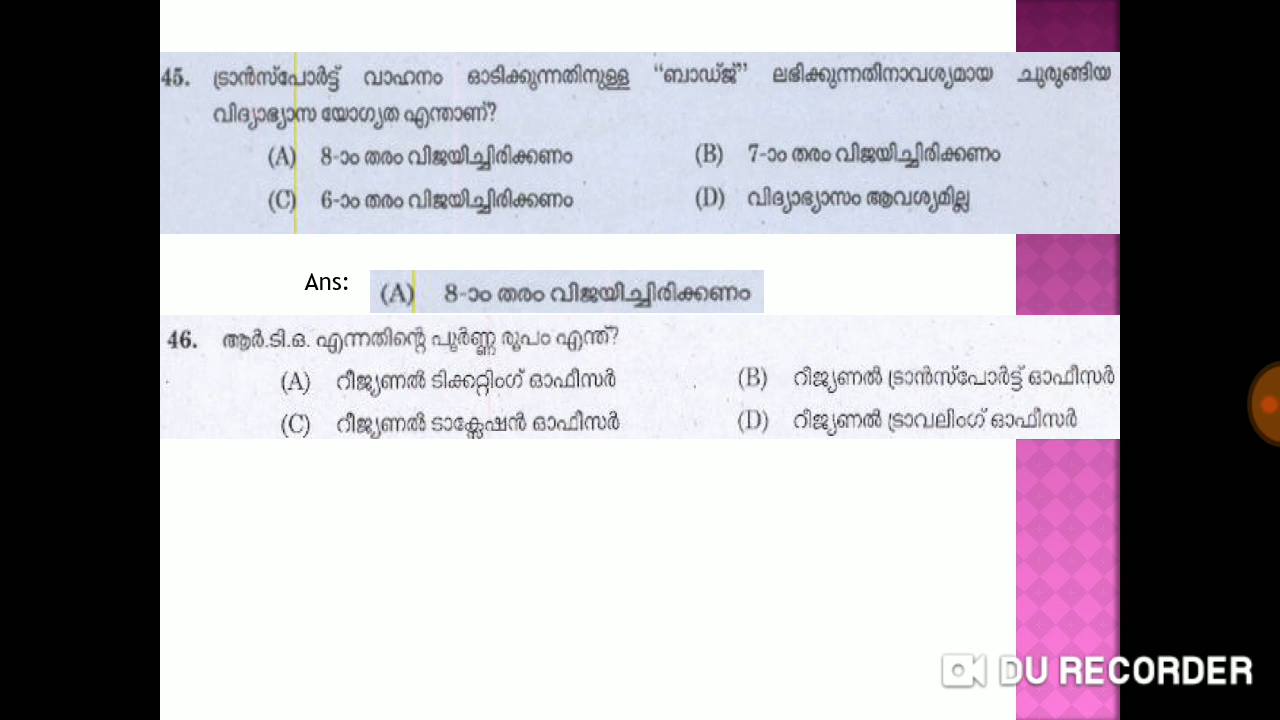 45. ട്രാൻസ്പോർട്ട് വാഹനം ഓടിക്കുന്നതിനുള്ള “ബാഡ്ജ്” ലഭിക്കുന്നതിനാവശ്യമായ ചുരുങ്ങിയ
വിദ്യാഭ്യാസ യോഗ്യത എന്താണ്?
(A) 8-ാം തരം വിജയിച്ചിരിക്കണം (B) 7-ാം തരം വിജയിച്ചിരിക്കണം
(C) 6-ാം തരം വിജയിച്ചിരിക്കണം (D) വിദ്യാഭ്യാസം ആവശ്യമില്ല
Ans: (A) 8-ാം തരം വിജയിച്ചിരിക്കണം
46. ആർ.ടി.ഒ. എന്നതിന്റെ പൂർണ്ണ രൂപം എന്ത്?
(A) റീജ്യണൽ ടിക്കറ്റിംഗ് ഓഫീസർ (B) റീജ്യണൽ ട്രാൻസ്പോർട്ട് ഓഫീസർ
(C) റീജ്യണൽ ടാക്സേഷൻ ഓഫീസർ (D) റീജ്യണൽ ട്രാവലിംഗ് ഓഫീസർ
DU RECORDER